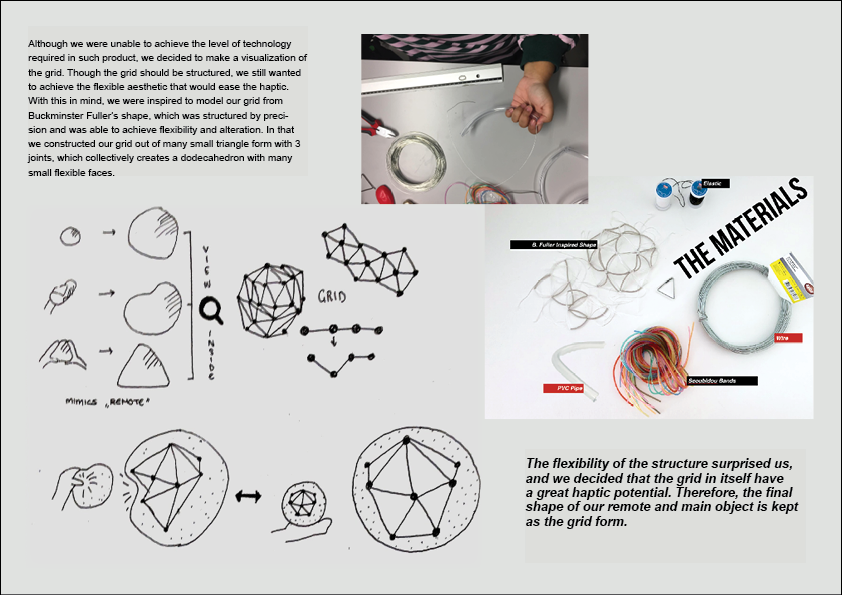 Although we were unable to achieve the level of technology
required in such product, we decided to make a visualization of
the grid. Though the grid should be structured, we still wanted
to achieve the flexible aesthetic that would ease the haptic.
With this in mind, we were inspired to model our grid from
Buckminster Fuller's shape, which was structured by preci-
sion and was able to achieve flexibility and alteration. In that
we constructed our grid out of many small triangle form with 3
joints, which collectively creates a dodecahedron with many
small flexible faces.
Elastic
THE MATERIALS
B. Fuller Inspired Shape
Wire
PVC Pipe
Scoubidou Bands
VIEW
INSIDE
GRID
MIMICS „REMOTE"
The flexibility of the structure surprised us,
and we decided that the grid in itself have
a great haptic potential. Therefore, the final
shape of our remote and main object is kept
as the grid form.